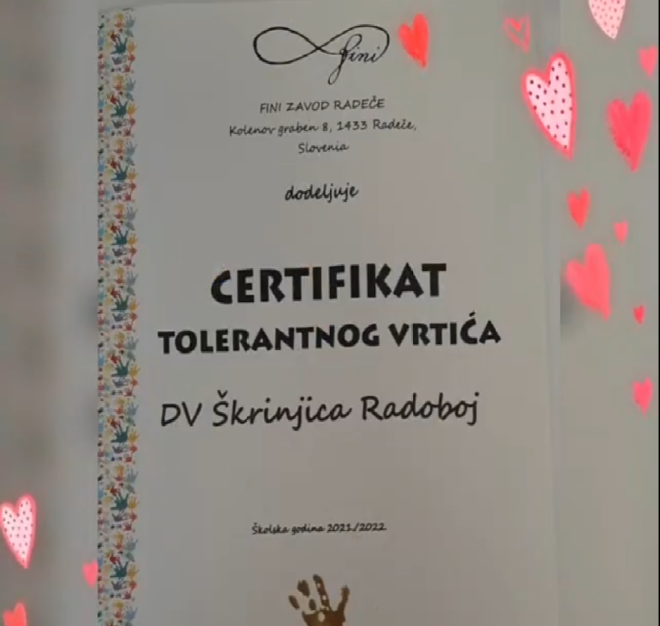 fini
FINI ZAVOD RADEČE
Kolenov graben 8, 1433 Radeče,
Slovenia
dodeljuje
CERTIFIKAT
TOLERANTNOG VRTIĆA
DV Škrinjica Radoboj
Školska godina 2021/2022